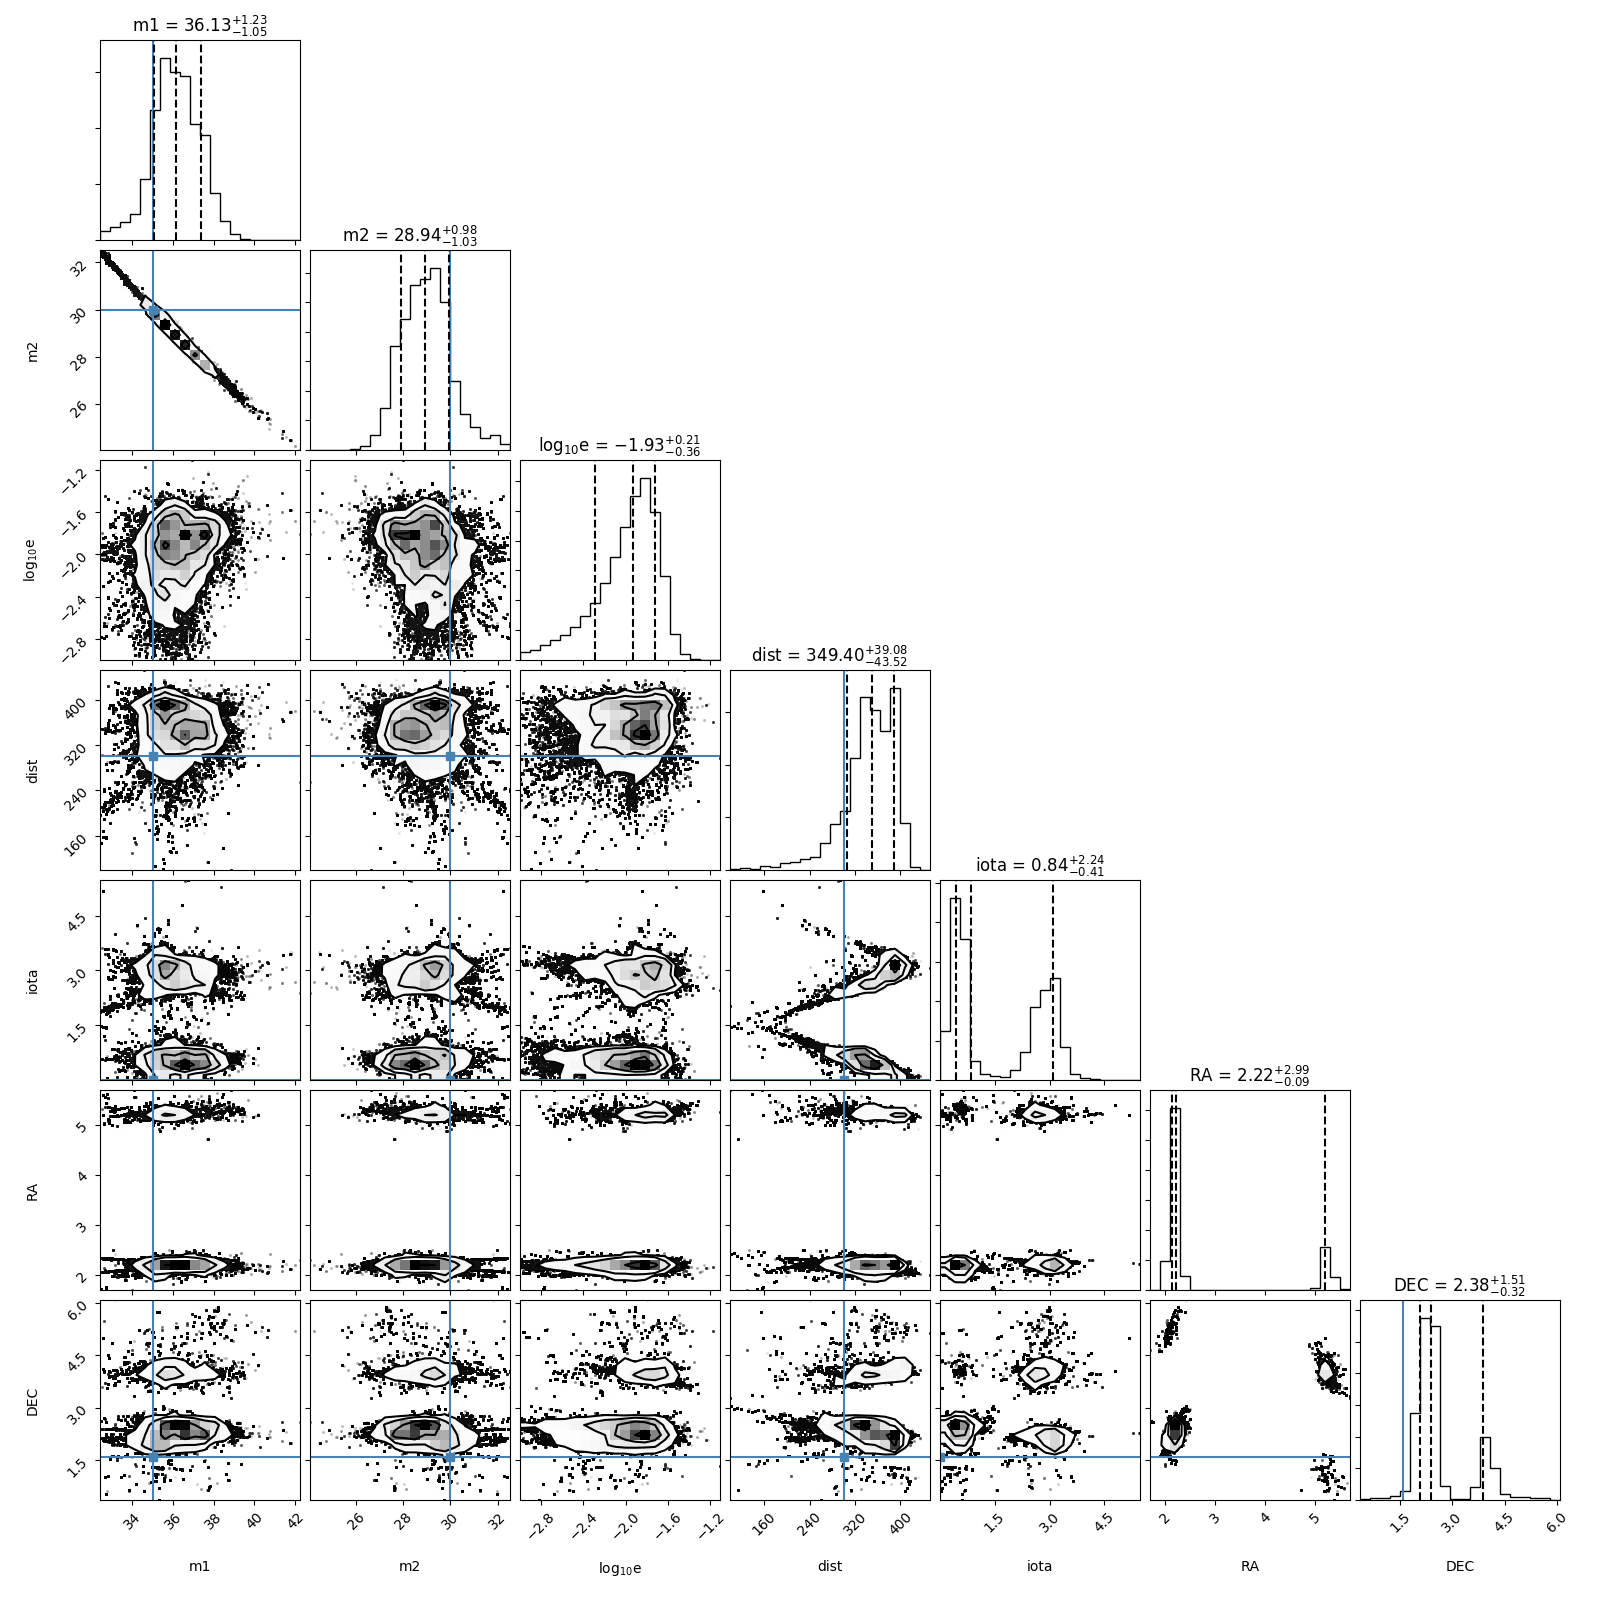 m1 = 36.13+1.23−1.05
m2 = 28.94+0.98−1.03
32
30
28
26
m2
log10e = −1.93+0.21−0.36
−1.2
−1.6
−2.0
−2.4
−2.8
log10e
dist = 349.40+39.08−43.52
400
320
240
160
dist
iota = 0.84+2.24−0.41
4.5
3.0
1.5
iota
RA = 2.22+2.99−0.09
5
4
3
2
RA
DEC = 2.38+1.51−0.32
6.0
4.5
3.0
1.5
DEC
34 36 38 40 42 26 28 30 32 −2.8 −2.4 −2.0 −1.6 −1.2 160 240 320 400 1.5 3.0 4.5 2 3 4 5 1.5 3.0 4.5 6.0
m1 m2 log10e dist iota RA DEC